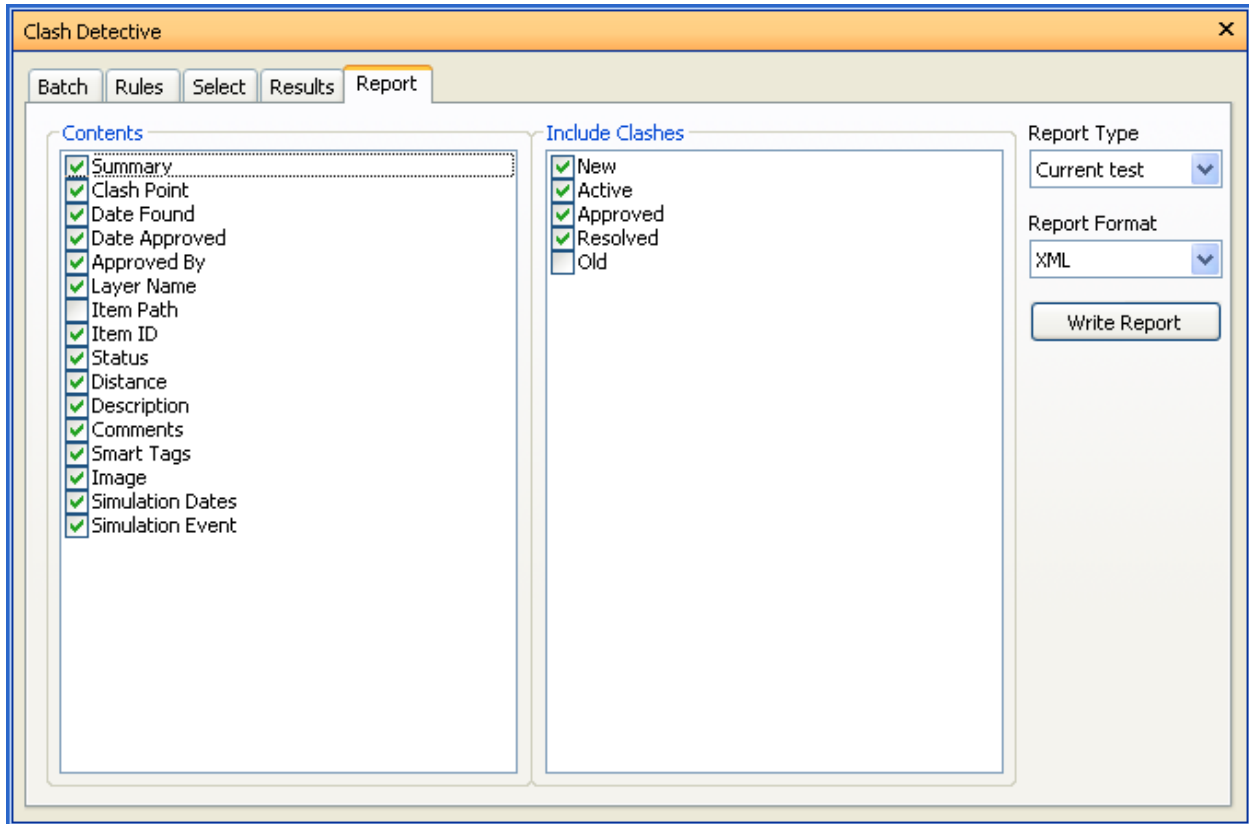 Clash Detective
Batch Rules Select Results Report
Contents
Summary
Clash Point
Date Found
Date Approved
Approved By
Layer Name
Item Path
Item ID
Status
Distance
Description
Comments
Smart Tags
Image
Simulation Dates
Simulation Event
Include Clashes
New
Active
Approved
Resolved
Old
Report Type
Current test
Report Format
XML
Write Report